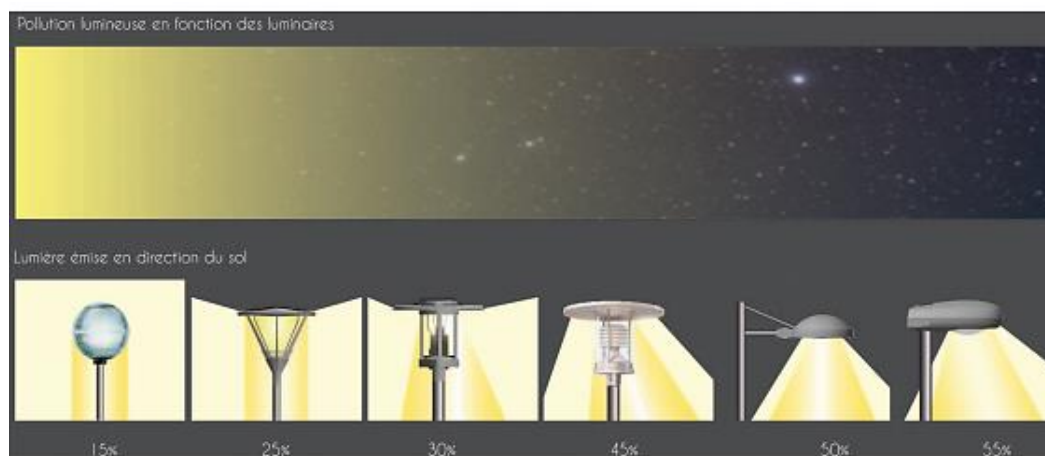 Pollution lumineuse en fonction des luminaires
Lumière émise en direction du sol
15% 25% 30% 45% 50% 55%